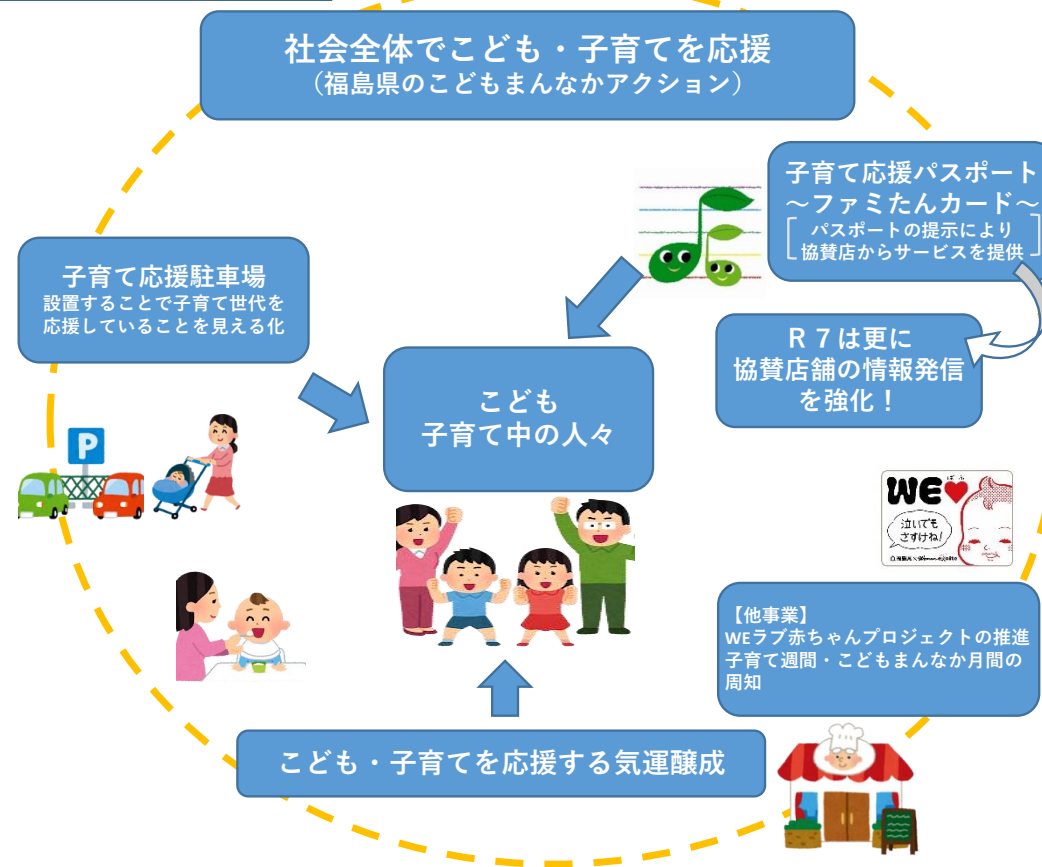 社会全体でこども・子育てを応援
（福島県のこどもまんなかアクション）
子育て応援パスポート
～ファミたんカード～
パスポートの提示により
協賛店からサービスを提供
子育て応援駐車場
設置することで子育て世代を
応援していることを見える化
R７は更に
協賛店舗の情報発信
を強化！
こども
子育て中の人々
P
WE♥
泣いても
さすけね！
【他事業】
WEラブ赤ちゃんプロジェクトの推進
子育て週間・こどもまんなか月間の
周知
こども・子育てを応援する気運醸成